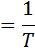 = 1/T